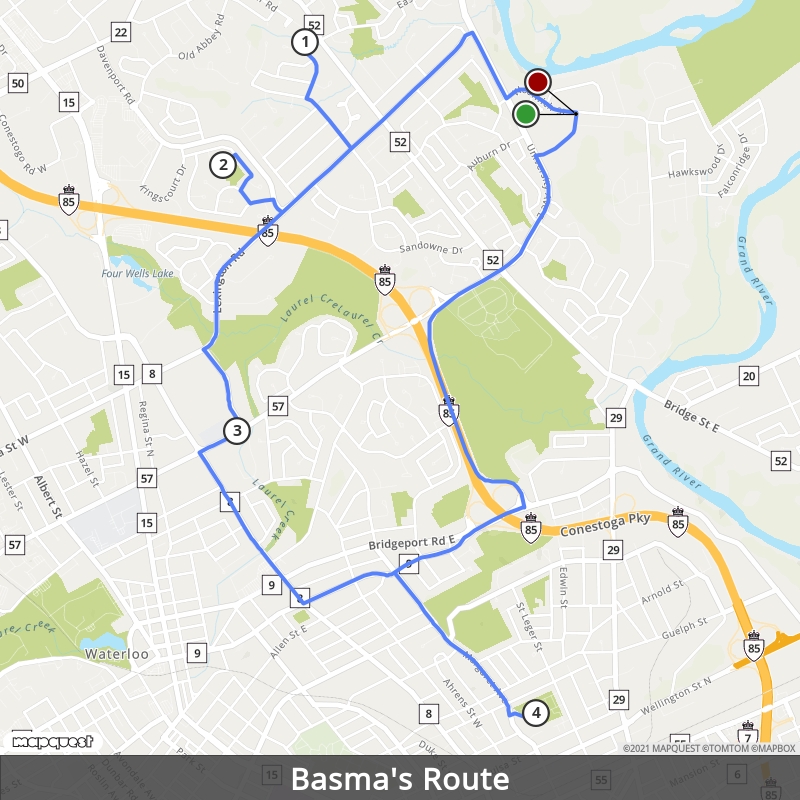 52
1
22
Old Abbey Rd
Davenport Rd
50
15
Dr
52
Auburn Dr
University Ave E
Hawkswood Dr
Falconridge Dr
Conestogo Rd W
2
85
85
Sandowne Dr
52
Grand River
Four Wells Lake
Lexington Rd
85
Laurel Cr
Laurel Cr
15
8
57
85
29
20
Bridge St E
Regina St N
3
Hazel St
Albert St
Lester St
57
Laurel Creek
8
Grand River
52
15
57
85
Conestoga Pky
85
Bridgeport Rd E
29
9
9
8
Edwin St
Arnold St
St Leger St
Guelph St
Allen St E
9
Waterloo
85
Margaret Ave
Ahrens St W
29
Wellington St N
8
4
mapquest
Park St
Duke
7
©2021 MAPQUEST ©TOMTOM ©MAPBOX
15
55
Mansion St
6
85
Basma's Route